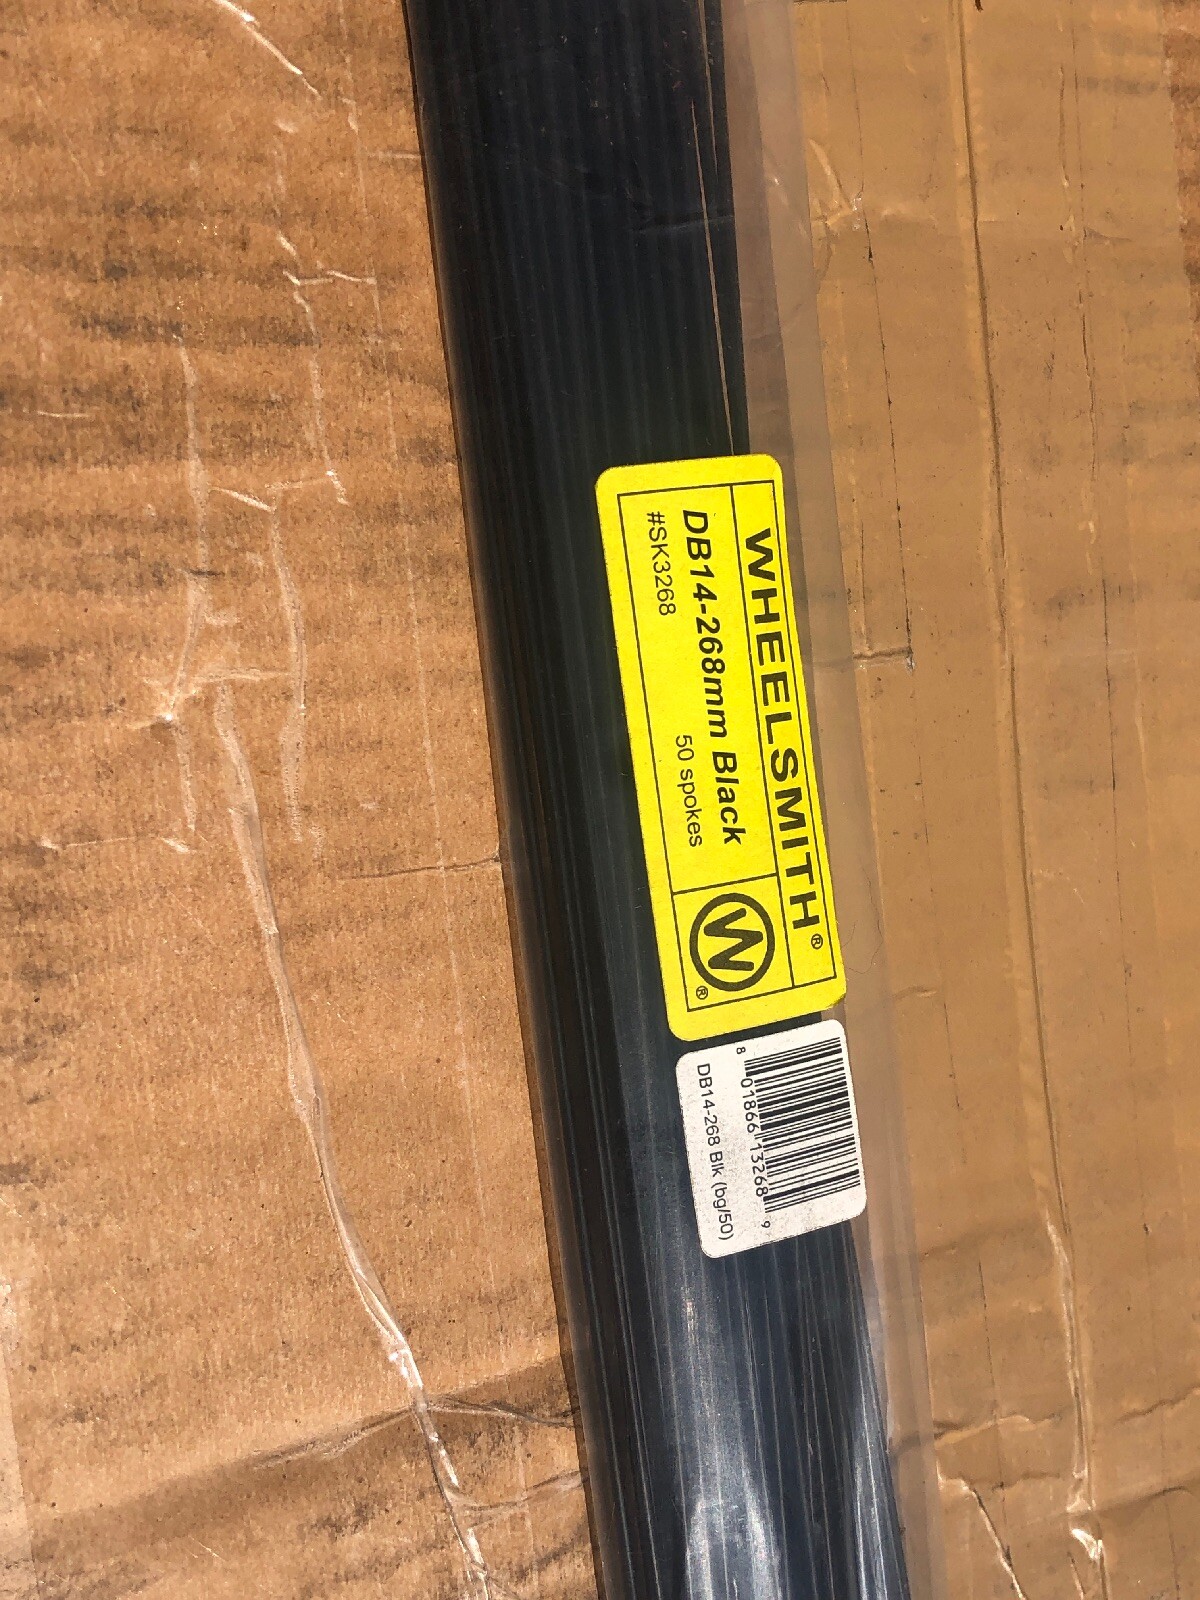 WHEELSMITH®
DB14-268mm Black
#SK3268 50 spokes
W®
8 01866 13268 9
DB14-268 Blk (bg/50)